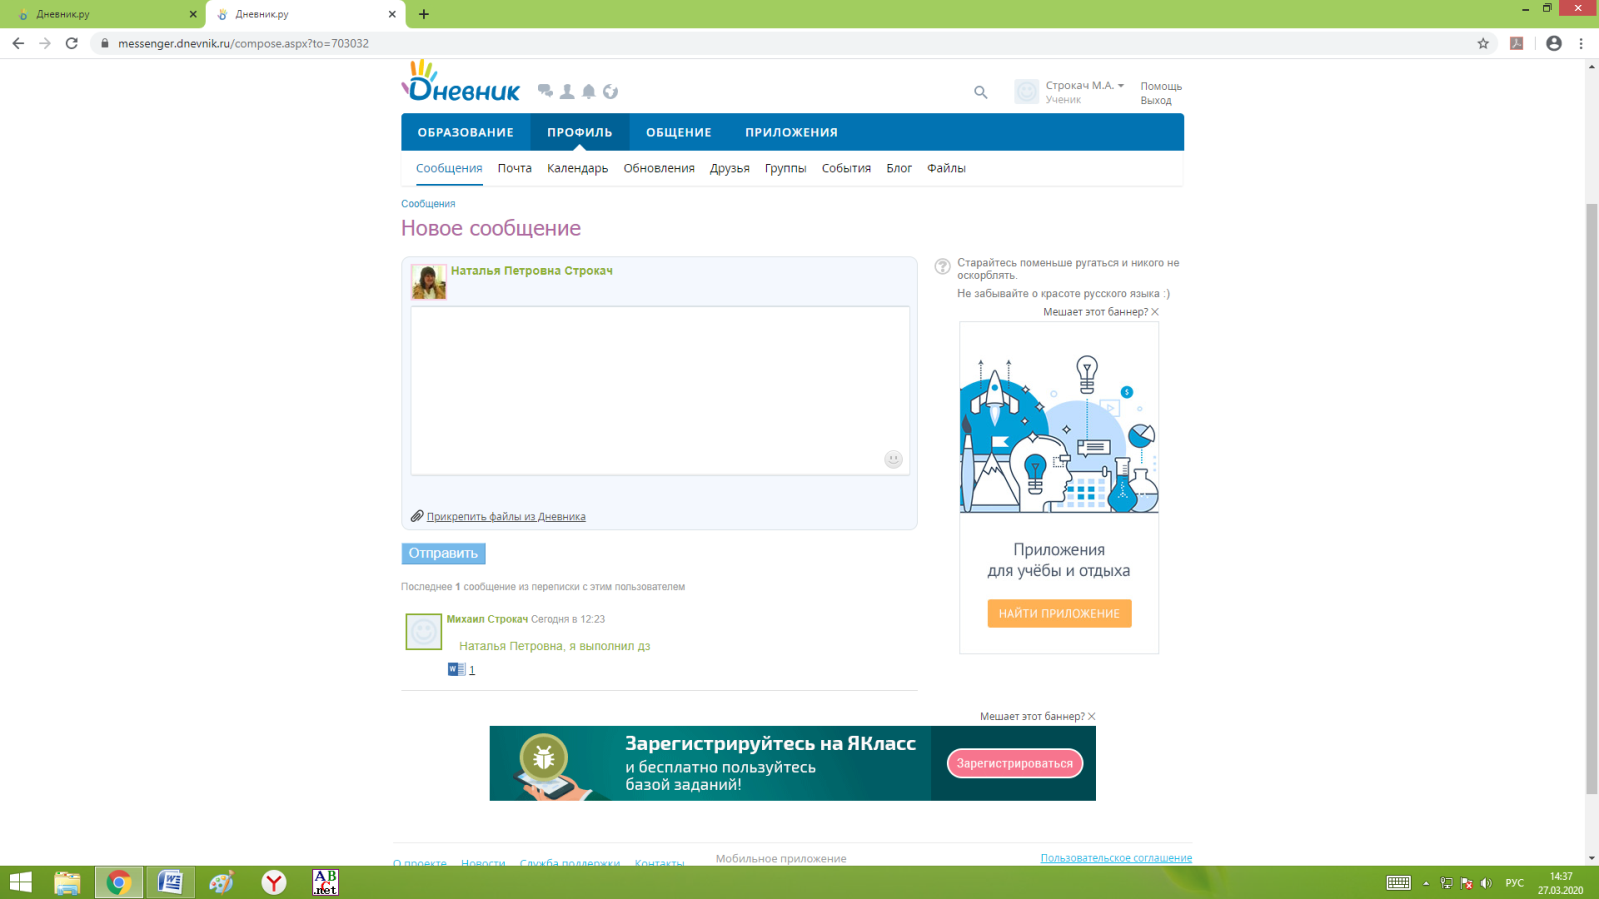 Дневник.ру
Дневник.ру
messenger.dnevnik.ru/compose.aspx?to=703032
Дневник
Строкач М.А.
Ученик
Помощь
Выход
ОБРАЗОВАНИЕ ПРОФИЛЬ ОБЩЕНИЕ ПРИЛОЖЕНИЯ
Сообщения Почта Календарь Обновления Друзья Группы События Блог Файлы
Сообщения
Новое сообщение
Наталья Петровна Строкач
Прикрепить файлы из Дневника
Отправить
Последнее 1 сообщение из переписки с этим пользователем
Михаил Строкач Сегодня в 12:23
Наталья Петровна, я выполнил дз
W 1
? Старайтесь поменьше ругаться и никого не
оскорблять.
Не забывайте о красоте русского языка :)
Мешает этот баннер?
$
Приложения
для учёбы и отдыха
НАЙТИ ПРИЛОЖЕНИЕ
Мешает этот баннер?
Зарегистрируйтесь на ЯКласс
и бесплатно пользуйтесь
базой заданий!
Зарегистрироваться
О проекте Новости Служба поддержки Контакты
Мобильное приложение
Пользовательское соглашение
W
Y
AB
C
.net
РУС
14:37
27.03.2020